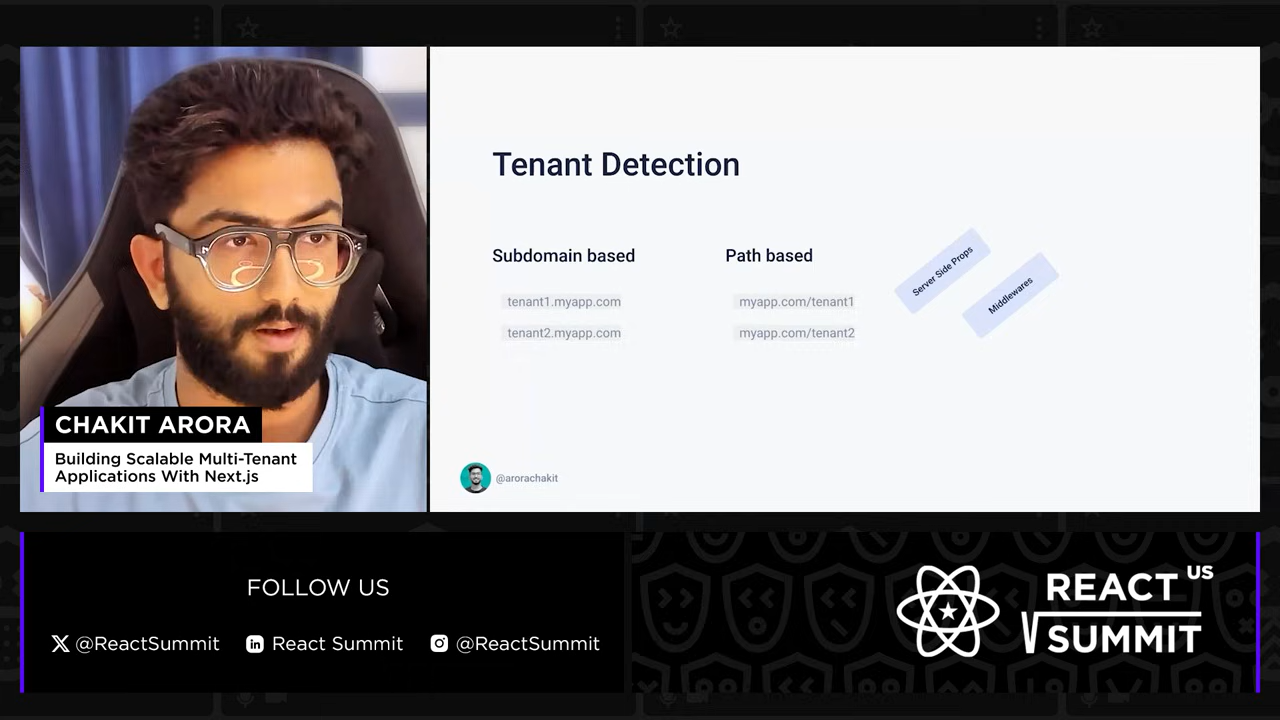 Tenant Detection
Subdomain based
tenant1.myapp.com
tenant2.myapp.com
Path based
myapp.com/tenant1
myapp.com/tenant2
Server Side Props
Middlewares
@arorachakit
CHAKIT ARORA
Building Scalable Multi-Tenant
Applications With Next.js
FOLLOW US
@ReactSummit
React Summit
@ReactSummit
REACT US
SUMMIT